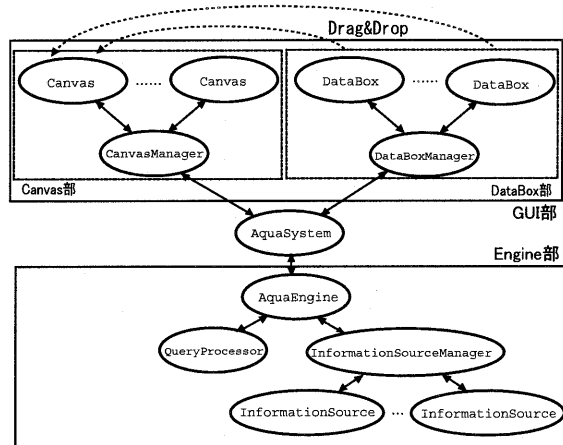 Drag&Drop
Canvas …… Canvas
DataBox …… DataBox
CanvasManager
DataBoxManager
Canvas部
DataBox部
GUI部
AquaSystem
Engine部
AquaEngine
QueryProcessor
InformationSourceManager
InformationSource … InformationSource